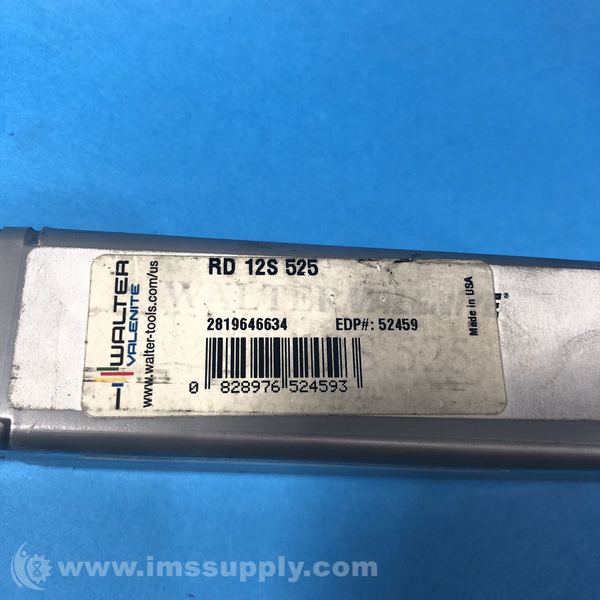 RD 12S 525
WALTER
2819646634 EDP#: 52459
0 828976 524593
WALTER
VALENITE
www.walter-tools.com/us
Made in USA
www.imssupply.com